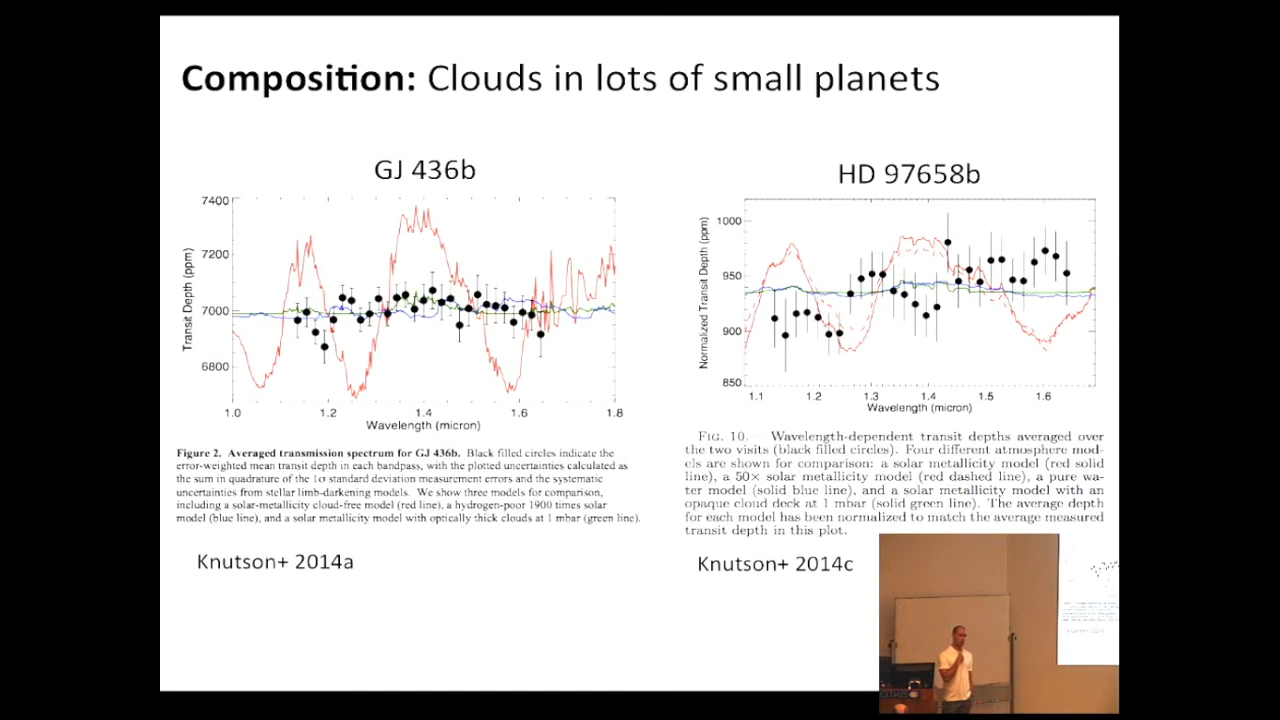 Composition: Clouds in lots of small planets
GJ 436b
HD 97658b
7400
7200
7000
6800
Transit Depth (ppm)
1.0 1.2 1.4 1.6 1.8
Wavelength (micron)
1000
950
900
850
Normalized Transit Depth (ppm)
1.1 1.2 1.3 1.4 1.5 1.6
Wavelength (micron)
Figure 2. Averaged transmission spectrum for GJ 436b. Black filled circles indicate the
error-weighted mean transit depth in each bandpass, with the plotted uncertainties calculated as
the sum in quadrature of the 1σ standard deviation measurement errors and the systematic
uncertainties from stellar limb-darkening models. We show three models for comparison,
including a solar-metallicity cloud-free model (red line), a hydrogen-poor 1900 times solar
model (blue line), and a solar metallicity model with optically thick clouds at 1 mbar (green line).
Knutson+ 2014a
FIG. 10. Wavelength-dependent transit depths averaged over
the two visits (black filled circles). Four different atmosphere mod-
els are shown for comparison: a solar metallicity model (red solid
line), a 50× solar metallicity model (red dashed line), a pure wa-
ter model (solid blue line), and a solar metallicity model with an
opaque cloud deck at 1 mbar (solid green line). The average depth
for each model has been normalized to match the average measured
transit depth in this plot.
Knutson+ 2014c
CITRIS